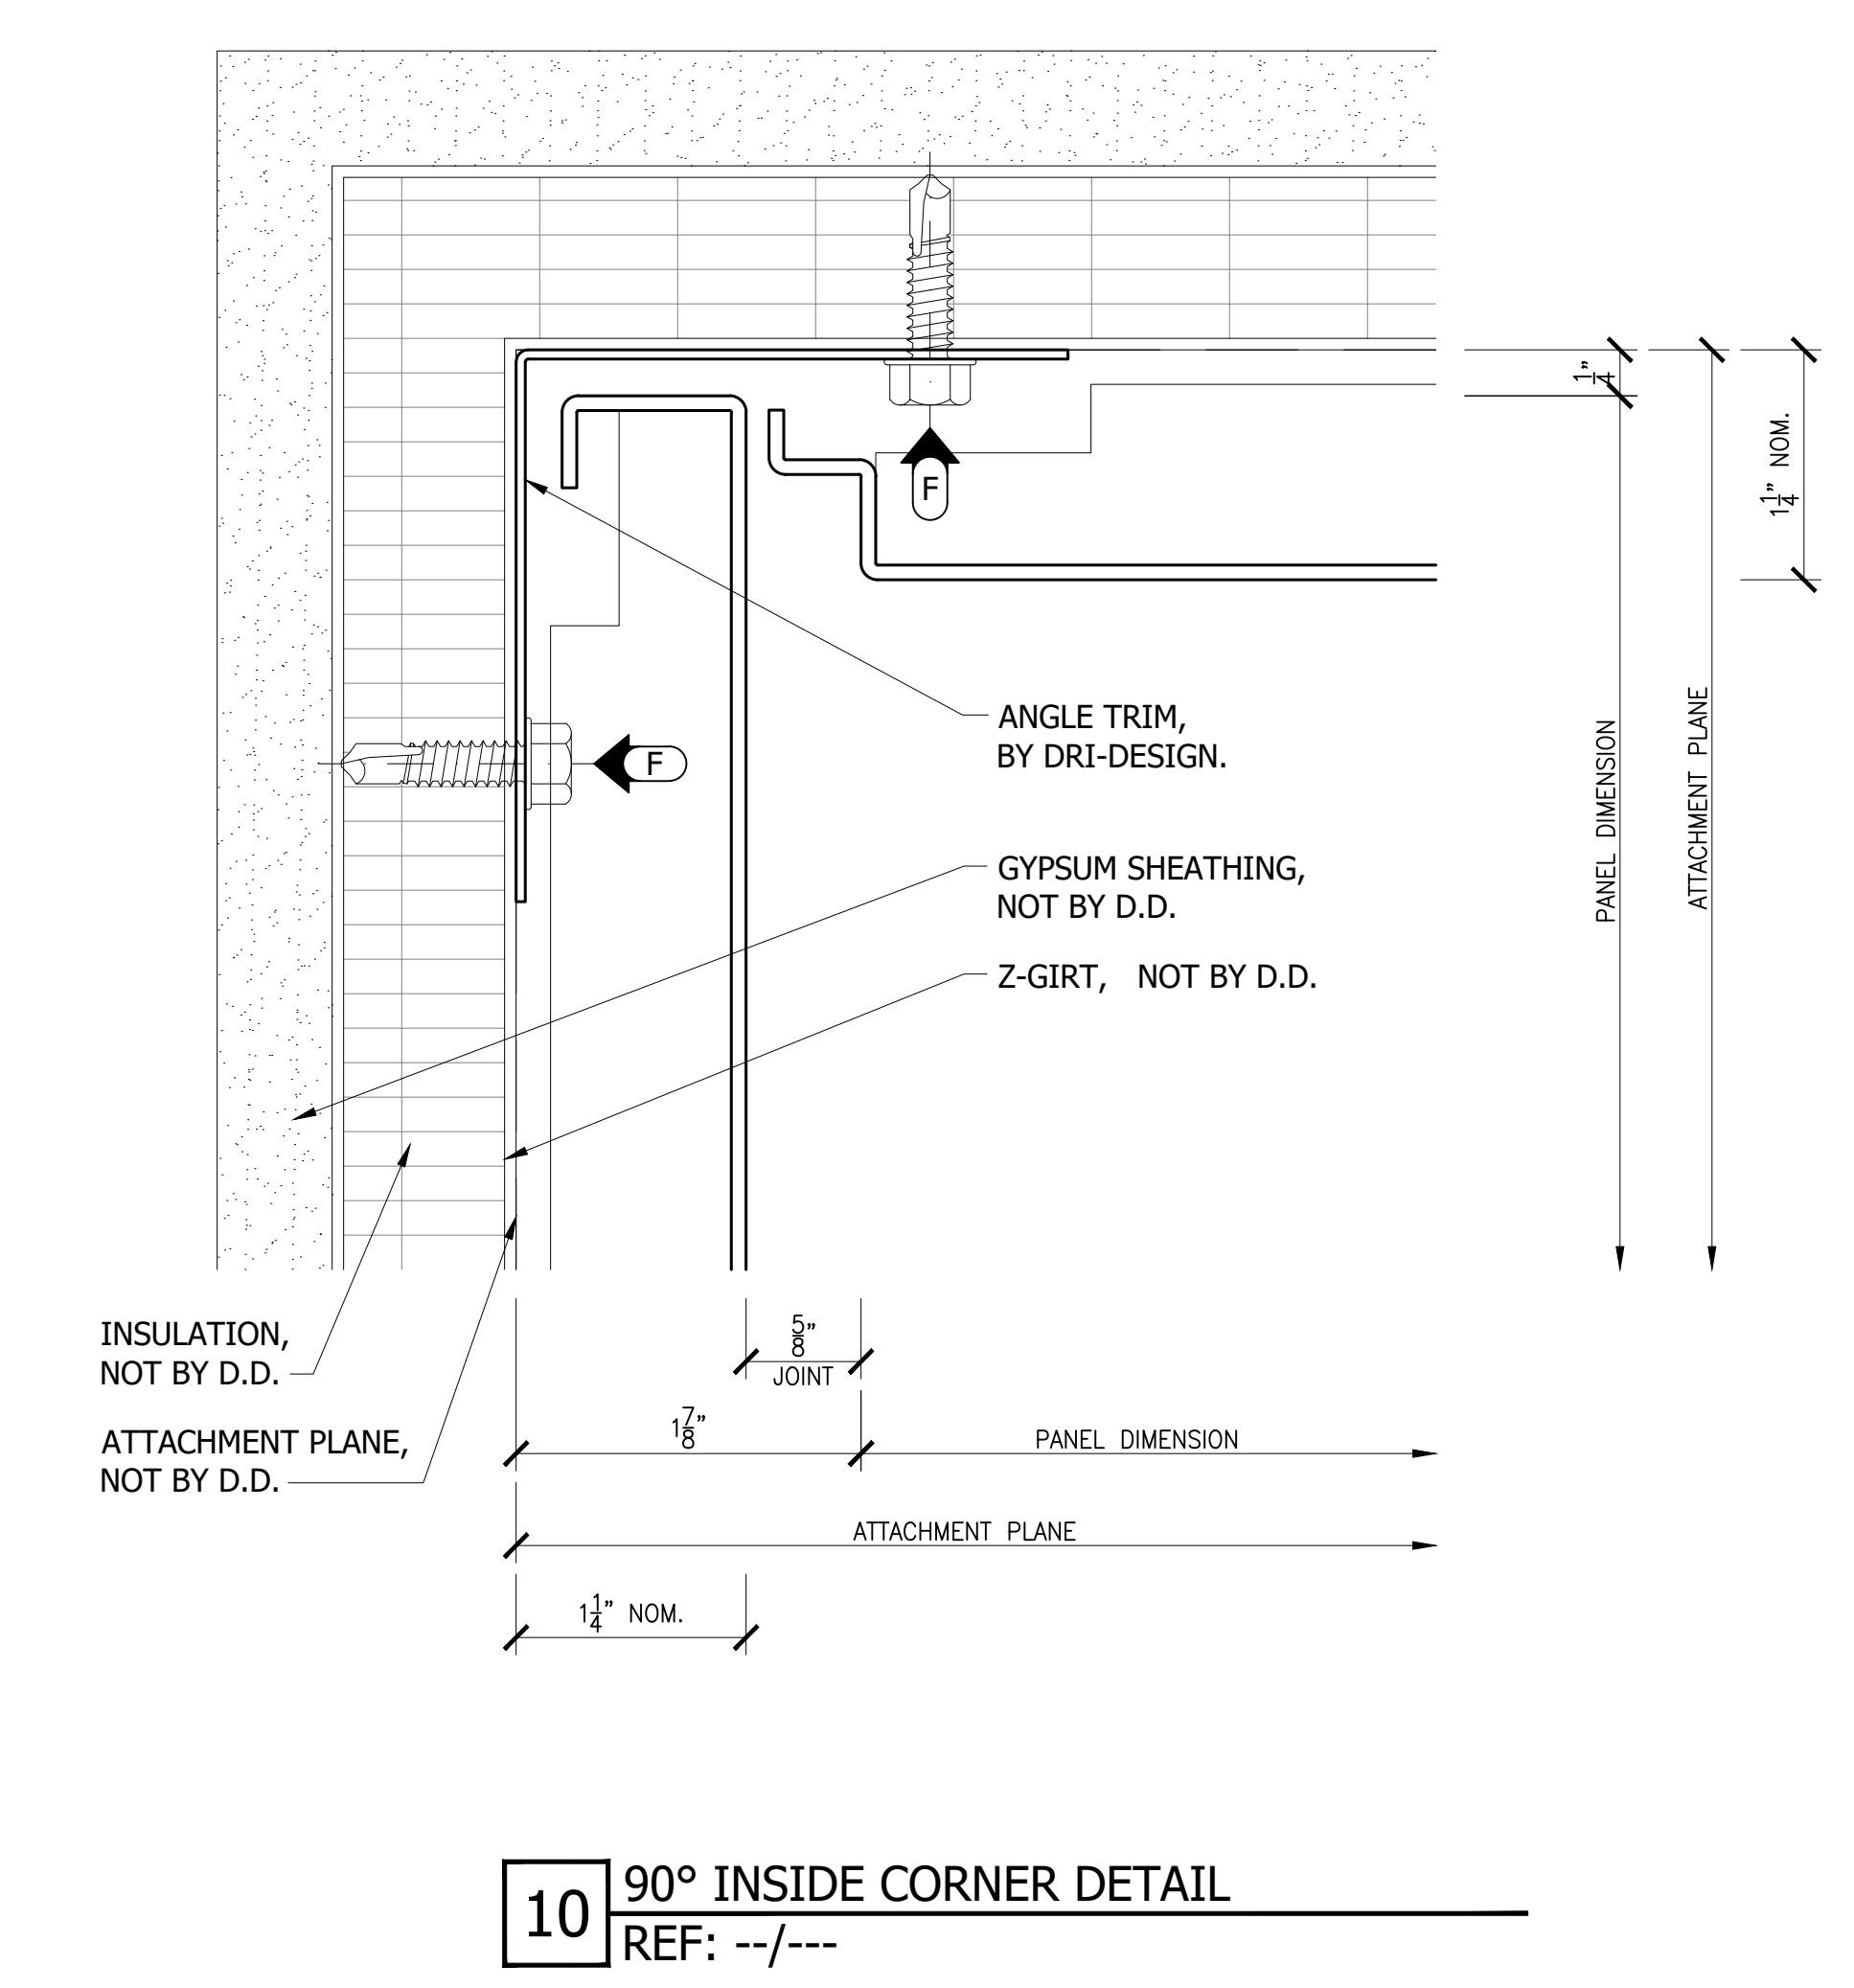 1/4"
1 1/4" NOM.
F
ANGLE TRIM,
BY DRI-DESIGN.
PANEL DIMENSION
ATTACHMENT PLANE
F
GYPSUM SHEATHING,
NOT BY D.D.
Z-GIRT, NOT BY D.D.
INSULATION,
NOT BY D.D.
5/8"
JOINT
ATTACHMENT PLANE,
NOT BY D.D.
1 7/8"
PANEL DIMENSION
ATTACHMENT PLANE
1 1/4" NOM.
10
90° INSIDE CORNER DETAIL
REF: --/---